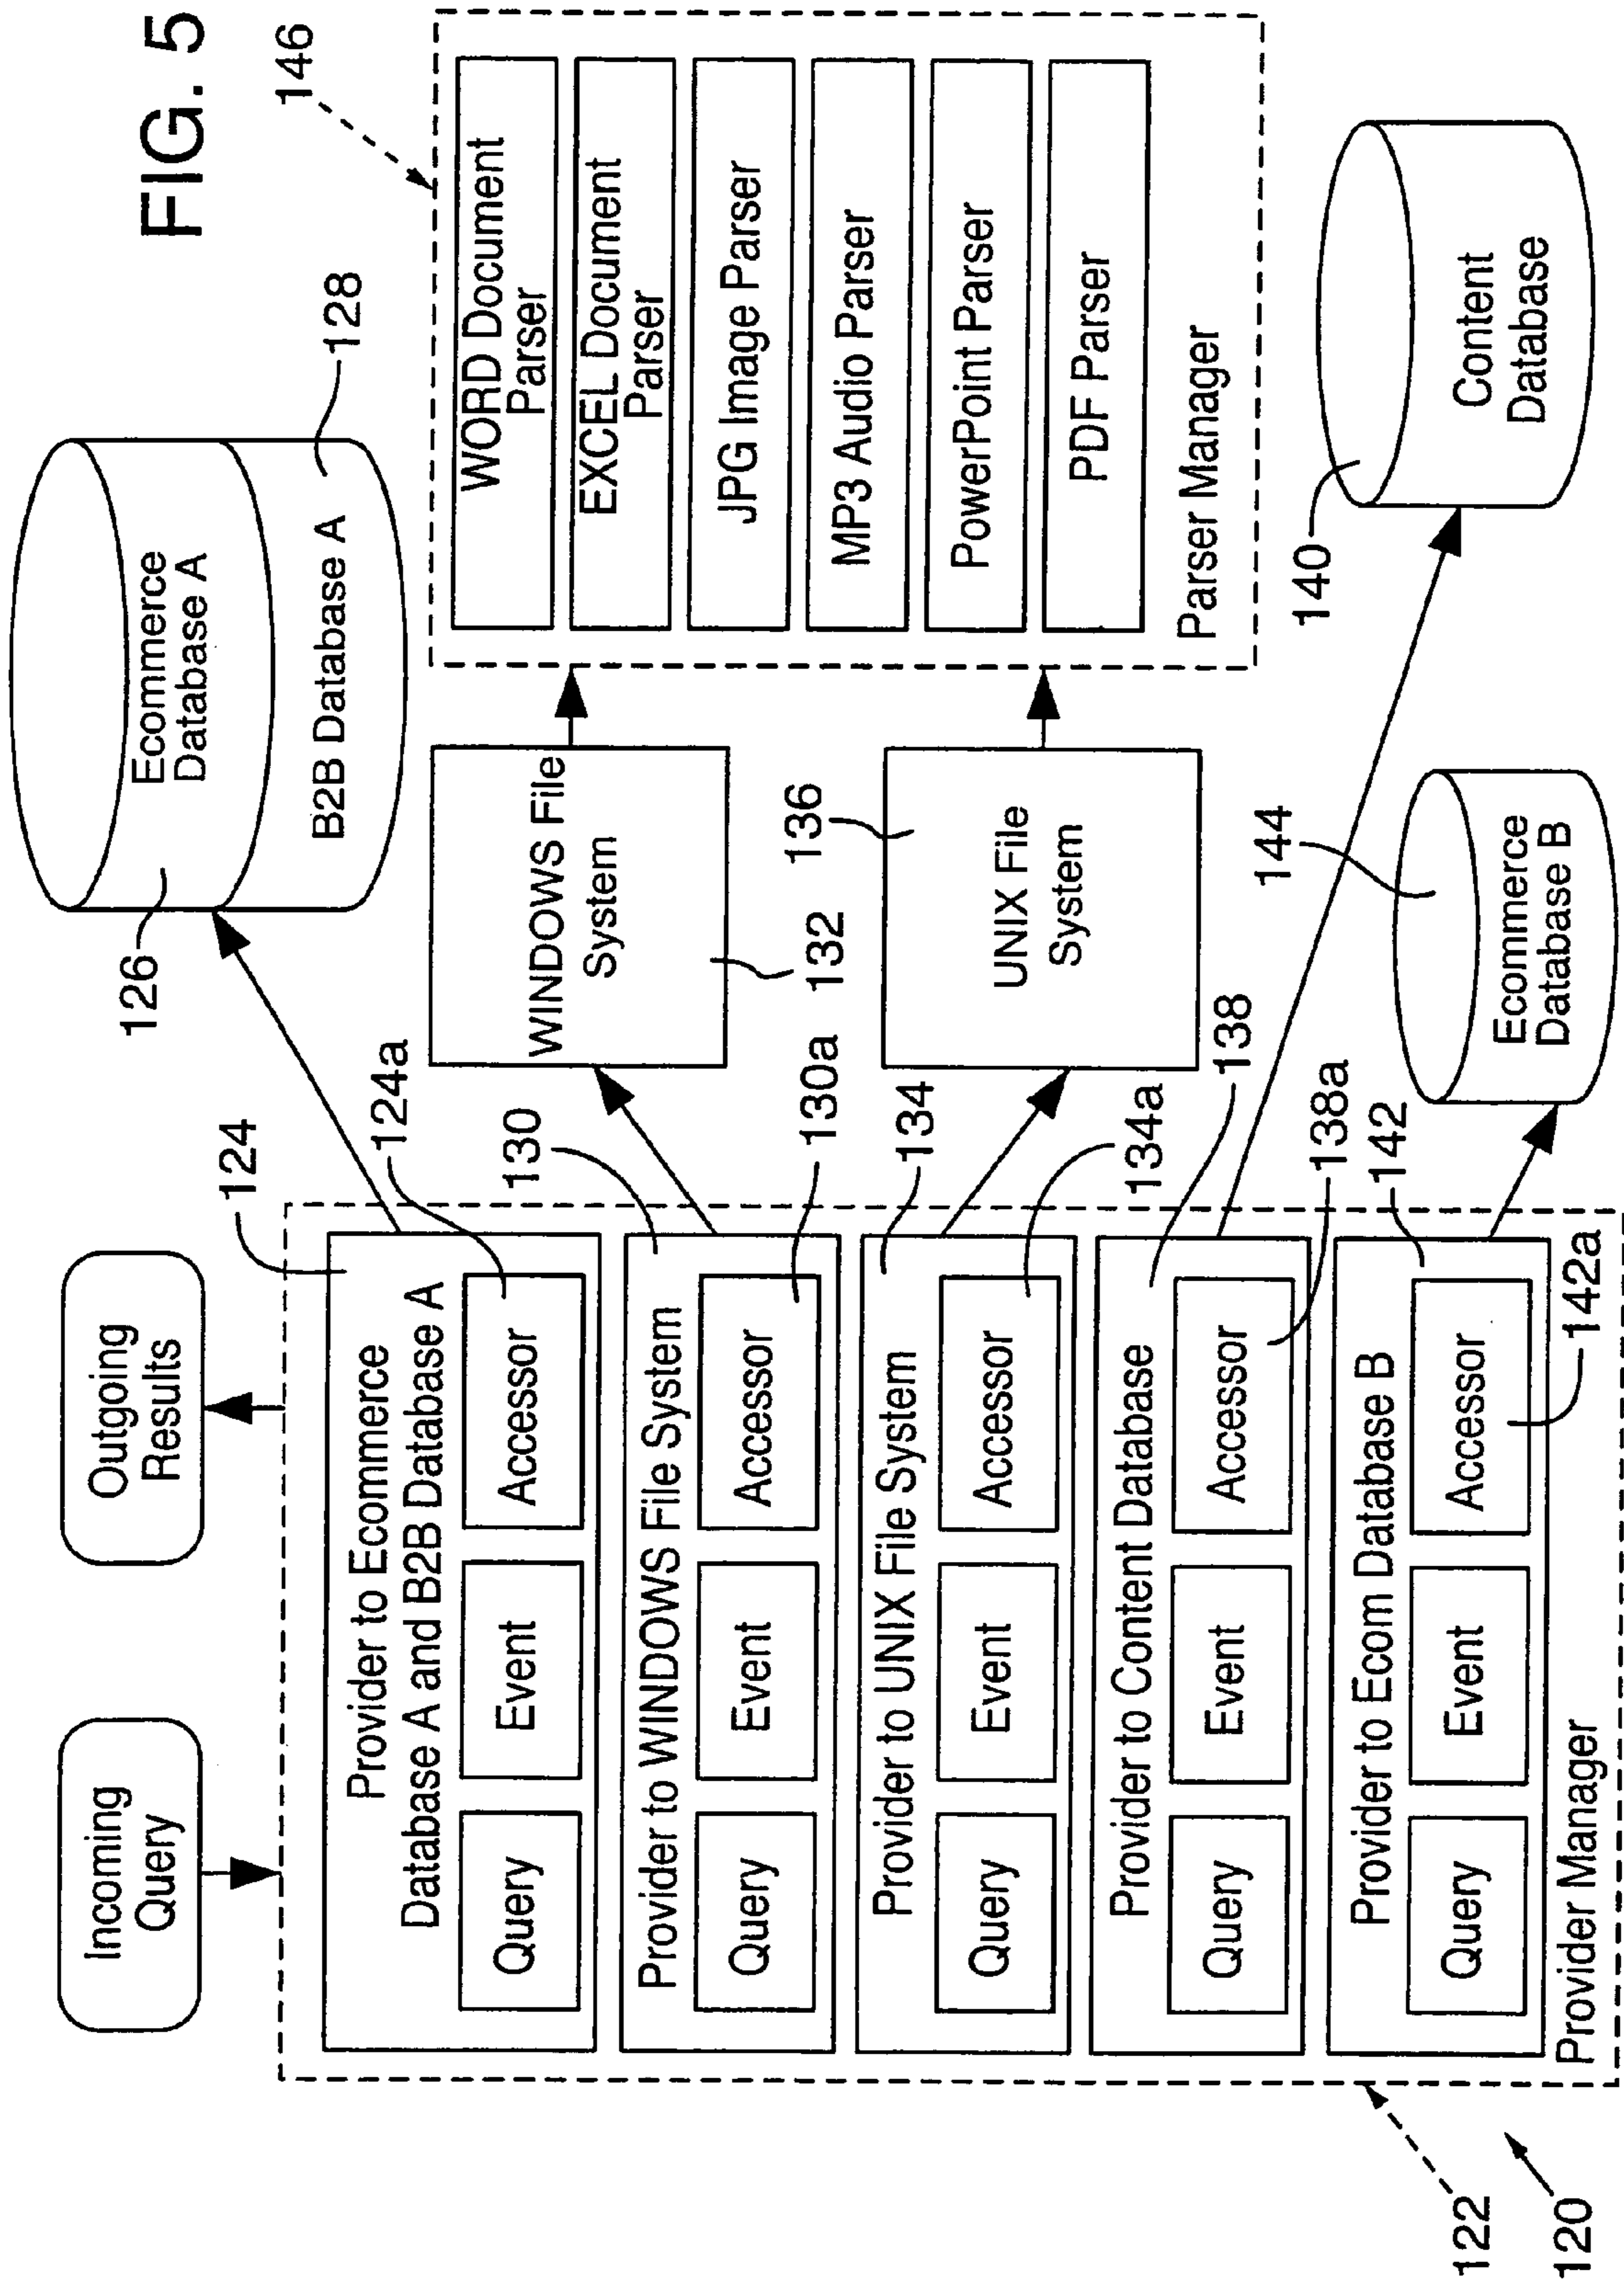 FIG. 5
Incoming
Query
Outgoing
Results
124
Provider to Ecommerce
Database A and B2B Database A
Query
Event
Accessor
124a
130
Provider to WINDOWS File System
Query
Event
Accessor
130a
134
Provider to UNIX File System
Query
Event
Accessor
134a
138
Provider to Content Database
Query
Event
Accessor
138a
142
Provider to Ecom Database B
Query
Event
Accessor
142a
Provider Manager
122
120
126
Ecommerce
Database A
B2B Database A
128
WINDOWS File
System
132
136
UNIX File
System
144
Ecommerce
Database B
146
WORD Document
Parser
EXCEL Document
Parser
JPG Image Parser
MP3 Audio Parser
PowerPoint Parser
PDF Parser
Parser Manager
140
Content
Database